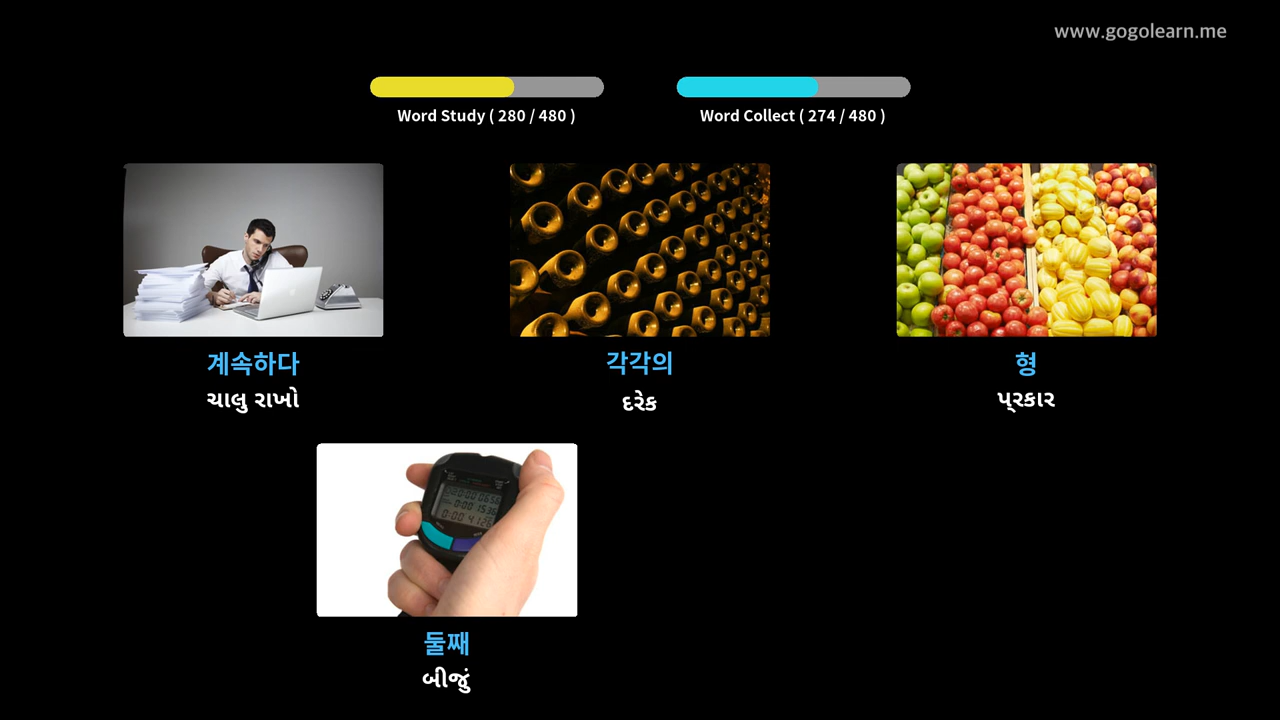 www.gogolearn.me
Word Study ( 280 / 480 )
Word Collect ( 274 / 480 )
계속하다
ચાલુ રાખો
각각의
દરેક
형
પ્રકાર
둘째
બીજું